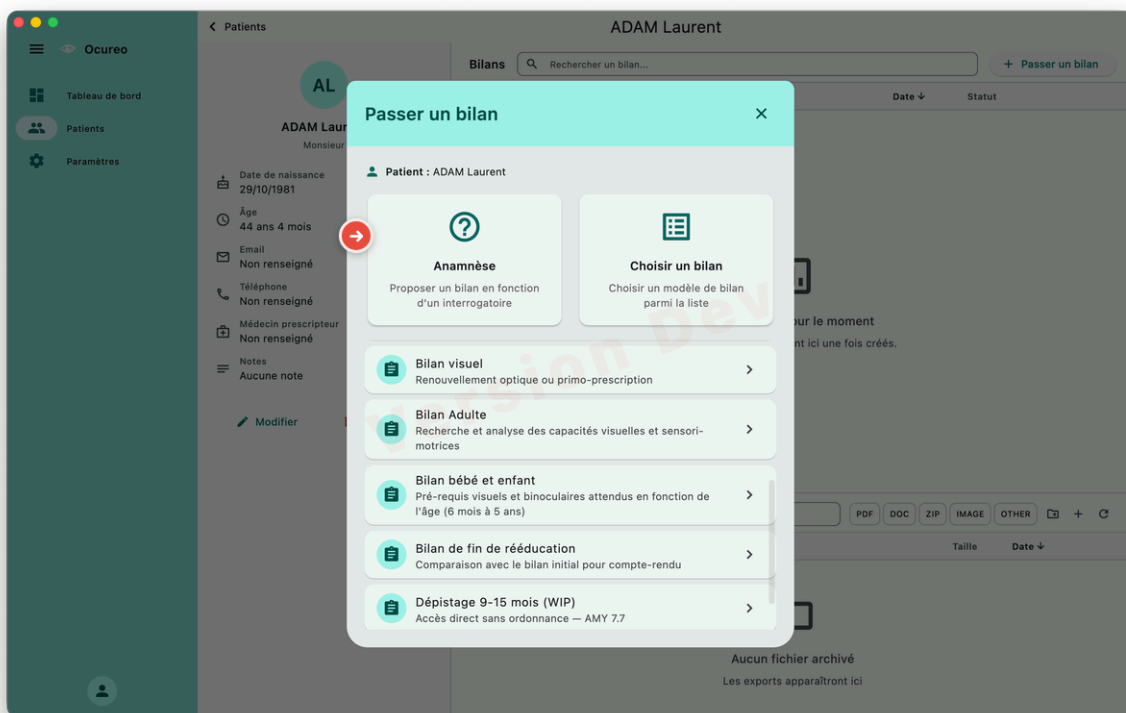 Patients
ADAM Laurent
Ocureo
Bilans
Rechercher un bilan...
+ Passer un bilan
Tableau de bord
Patients
Paramètres
AL
ADAM Laur
Monsieur
Date de naissance
29/10/1981
Âge
44 ans 4 mois
Email
Non renseigné
Téléphone
Non renseigné
Médecin prescripteur
Non renseigné
Notes
Aucune note
Modifier
Date
Statut
Passer un bilan
Patient : ADAM Laurent
Anamnèse
Proposer un bilan en fonction
d'un interrogatoire
Choisir un bilan
Choisir un modèle de bilan
parmi la liste
Bilan visuel
Renouvellement optique ou primo-prescription
Bilan Adulte
Recherche et analyse des capacités visuelles et sensori-
motrices
Bilan bébé et enfant
Pré-requis visuels et binoculaires attendus en fonction de
l'âge (6 mois à 5 ans)
Bilan de fin de rééducation
Comparaison avec le bilan initial pour compte-rendu
Dépistage 9-15 mois (WIP)
Accès direct sans ordonnance — AMY 7.7
Version Dev
ur le moment
nt ici une fois créés.
PDF
DOC
ZIP
IMAGE
OTHER
Taille
Date
Aucun fichier archivé
Les exports apparaîtront ici